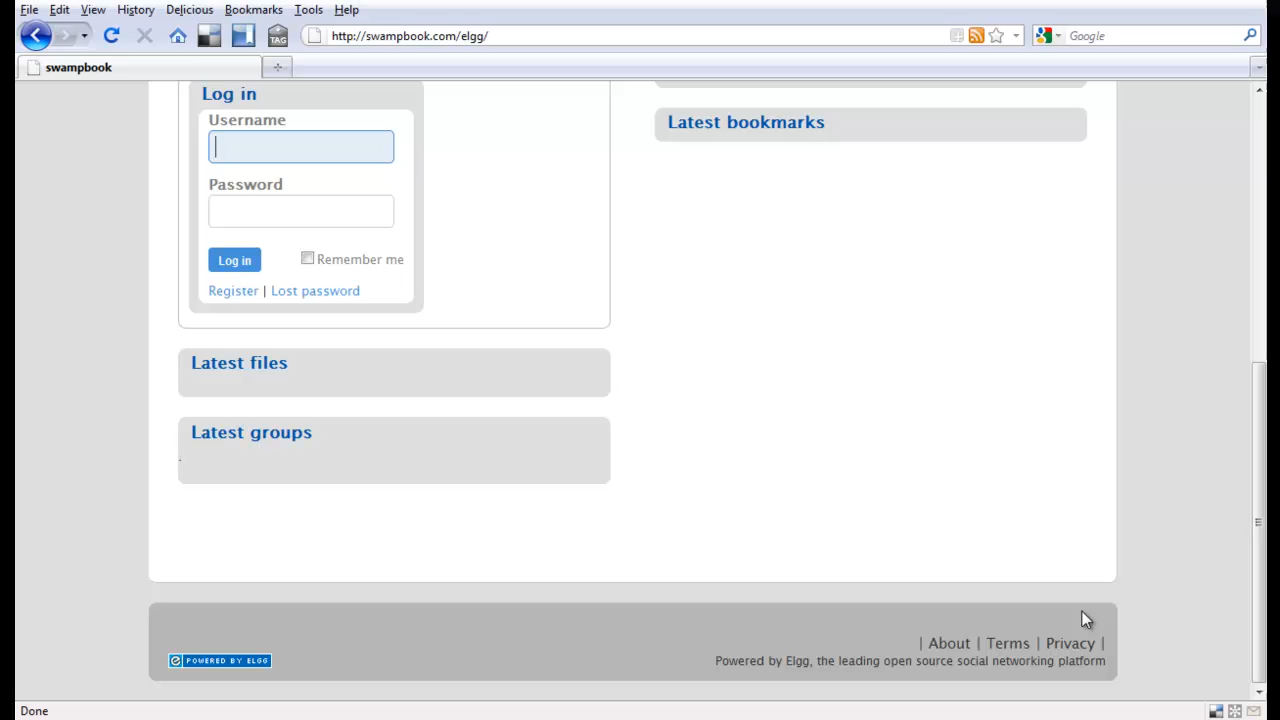 File Edit View History Delicious Bookmarks Tools Help
TAG http://swampbook.com/elgg/ Google
swampbook
Log in
Username
Latest bookmarks
Password
Log in Remember me
Register | Lost password
Latest files
Latest groups
.
| About | Terms | Privacy |
POWERED BY ELGG Powered by Elgg, the leading open source social networking platform
Done